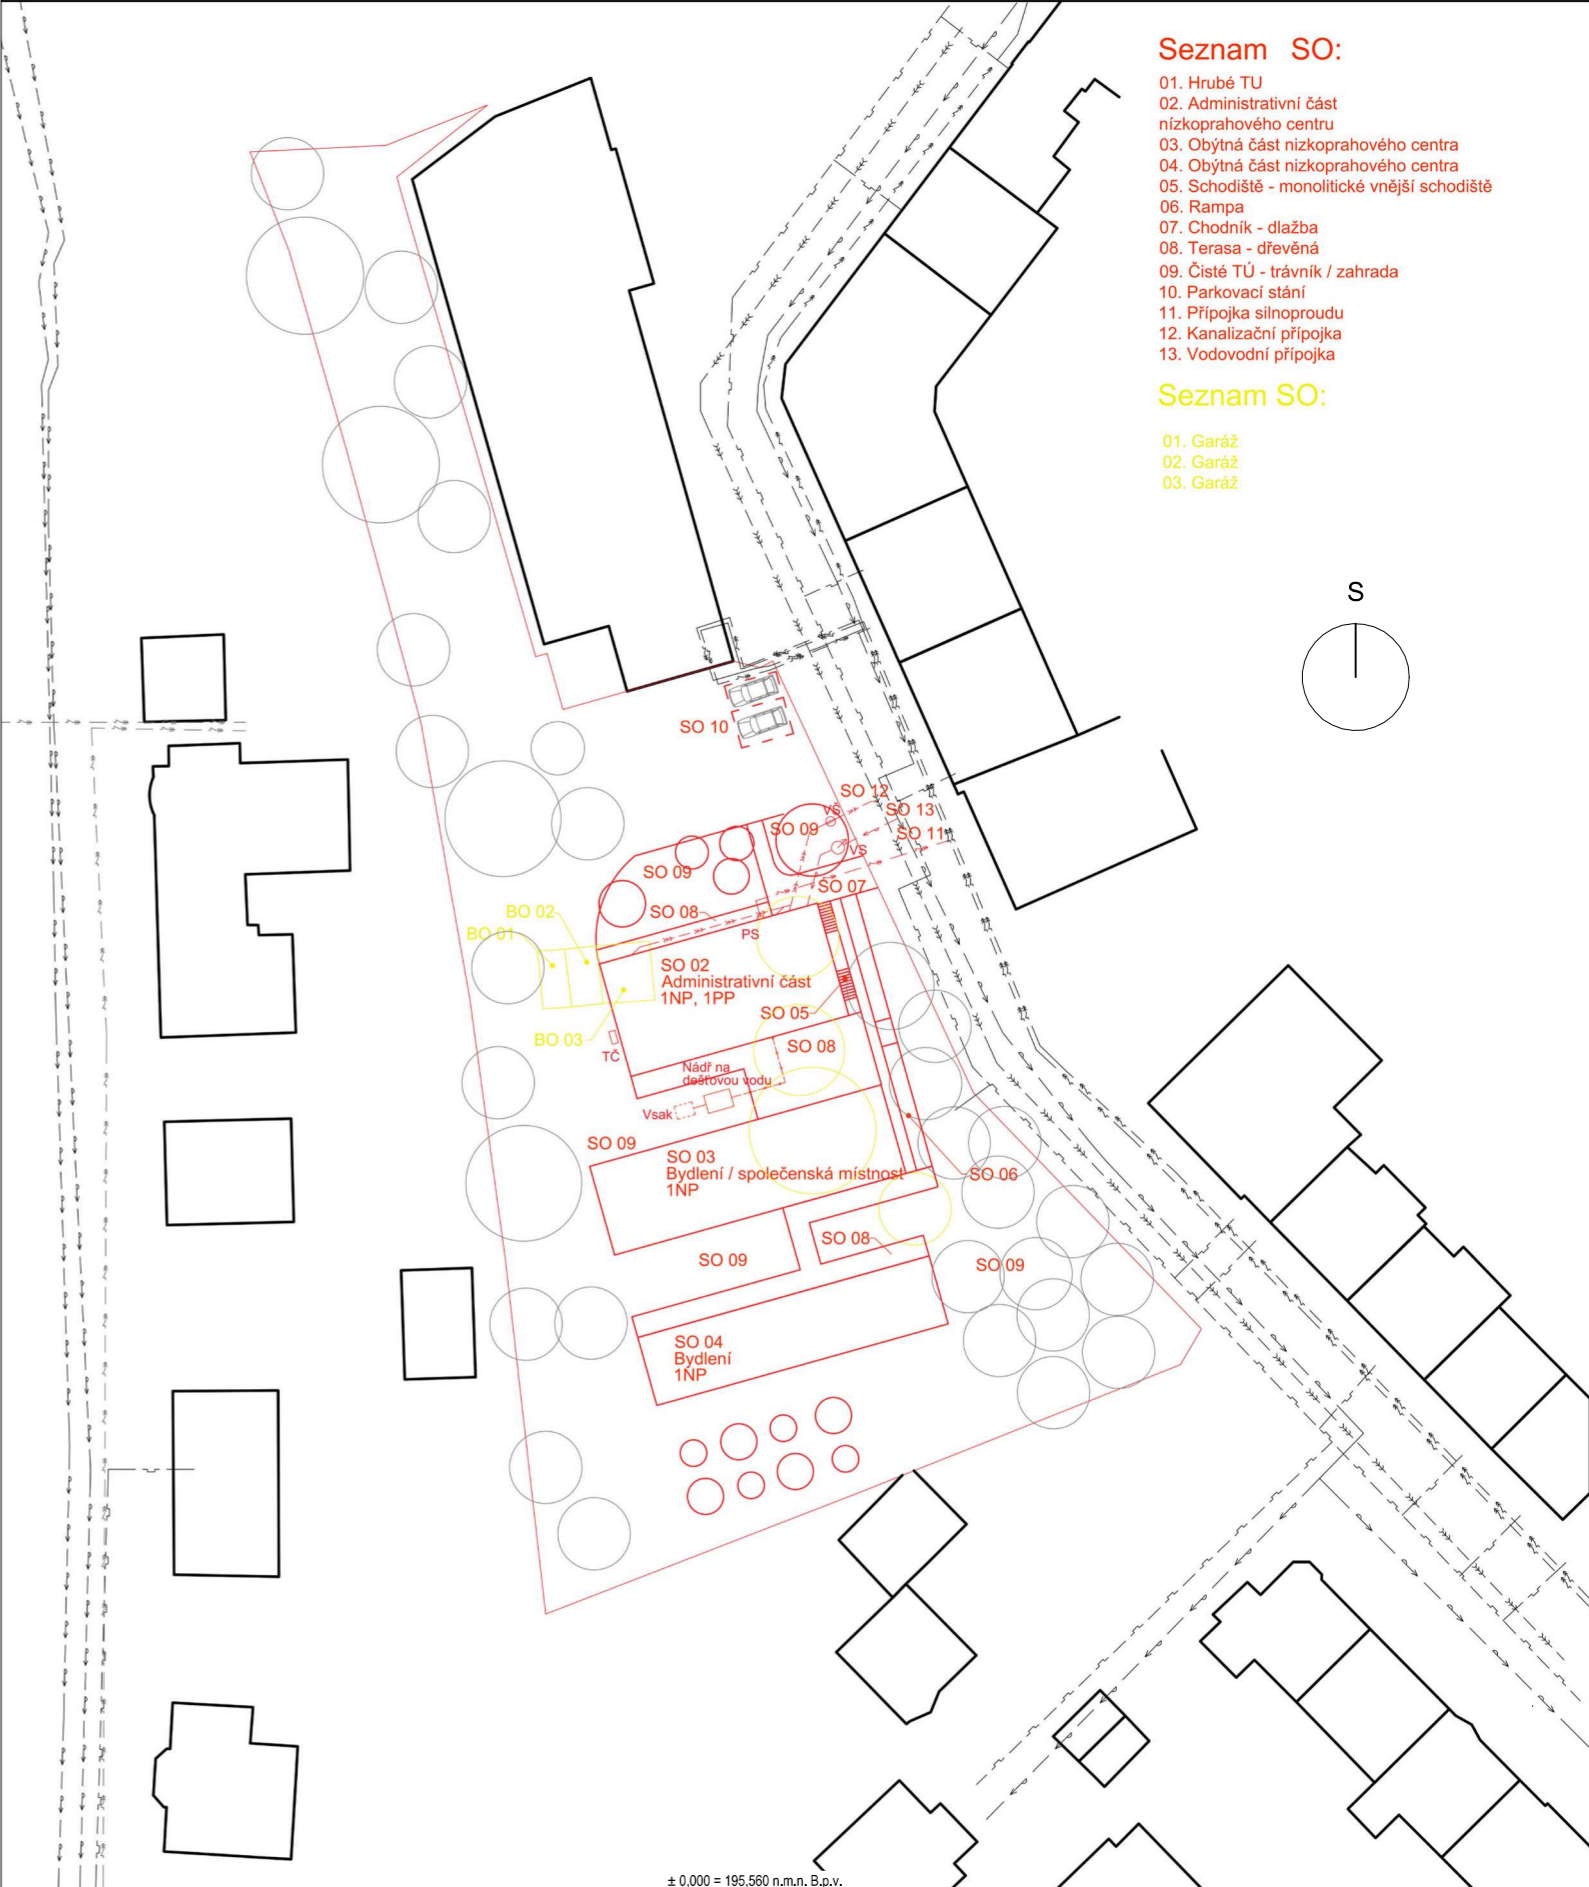 Seznam SO:
01. Hrubé TU
02. Administrativní část
nízkoprahového centru
03. Obýtná část nizkoprahového centra
04. Obýtná část nizkoprahového centra
05. Schodiště - monolitické vnější schodiště
06. Rampa
07. Chodník - dlažba
08. Terasa - dřevěná
09. Čisté TÚ - trávník / zahrada
10. Parkovací stání
11. Přípojka silnoproudu
12. Kanalizační přípojka
13. Vodovodní přípojka
Seznam SO:
01. Garáž
02. Garáž
03. Garáž
S
SO 10
SO 12
SO 13
SO 11
VŠ
VŠ
SO 09
SO 09
SO 07
SO 08
PS
BO 02
BO 01
BO 03
SO 02
Administrativní část
1NP, 1PP
SO 05
TČ
SO 08
Nádř na
dešťovou vodu
Vsak
SO 09
SO 03
Bydlení / společenská místnost
1NP
SO 06
SO 08
SO 09
SO 09
SO 04
Bydlení
1NP
± 0,000 = 195,560 n.m.n. B.p.v.